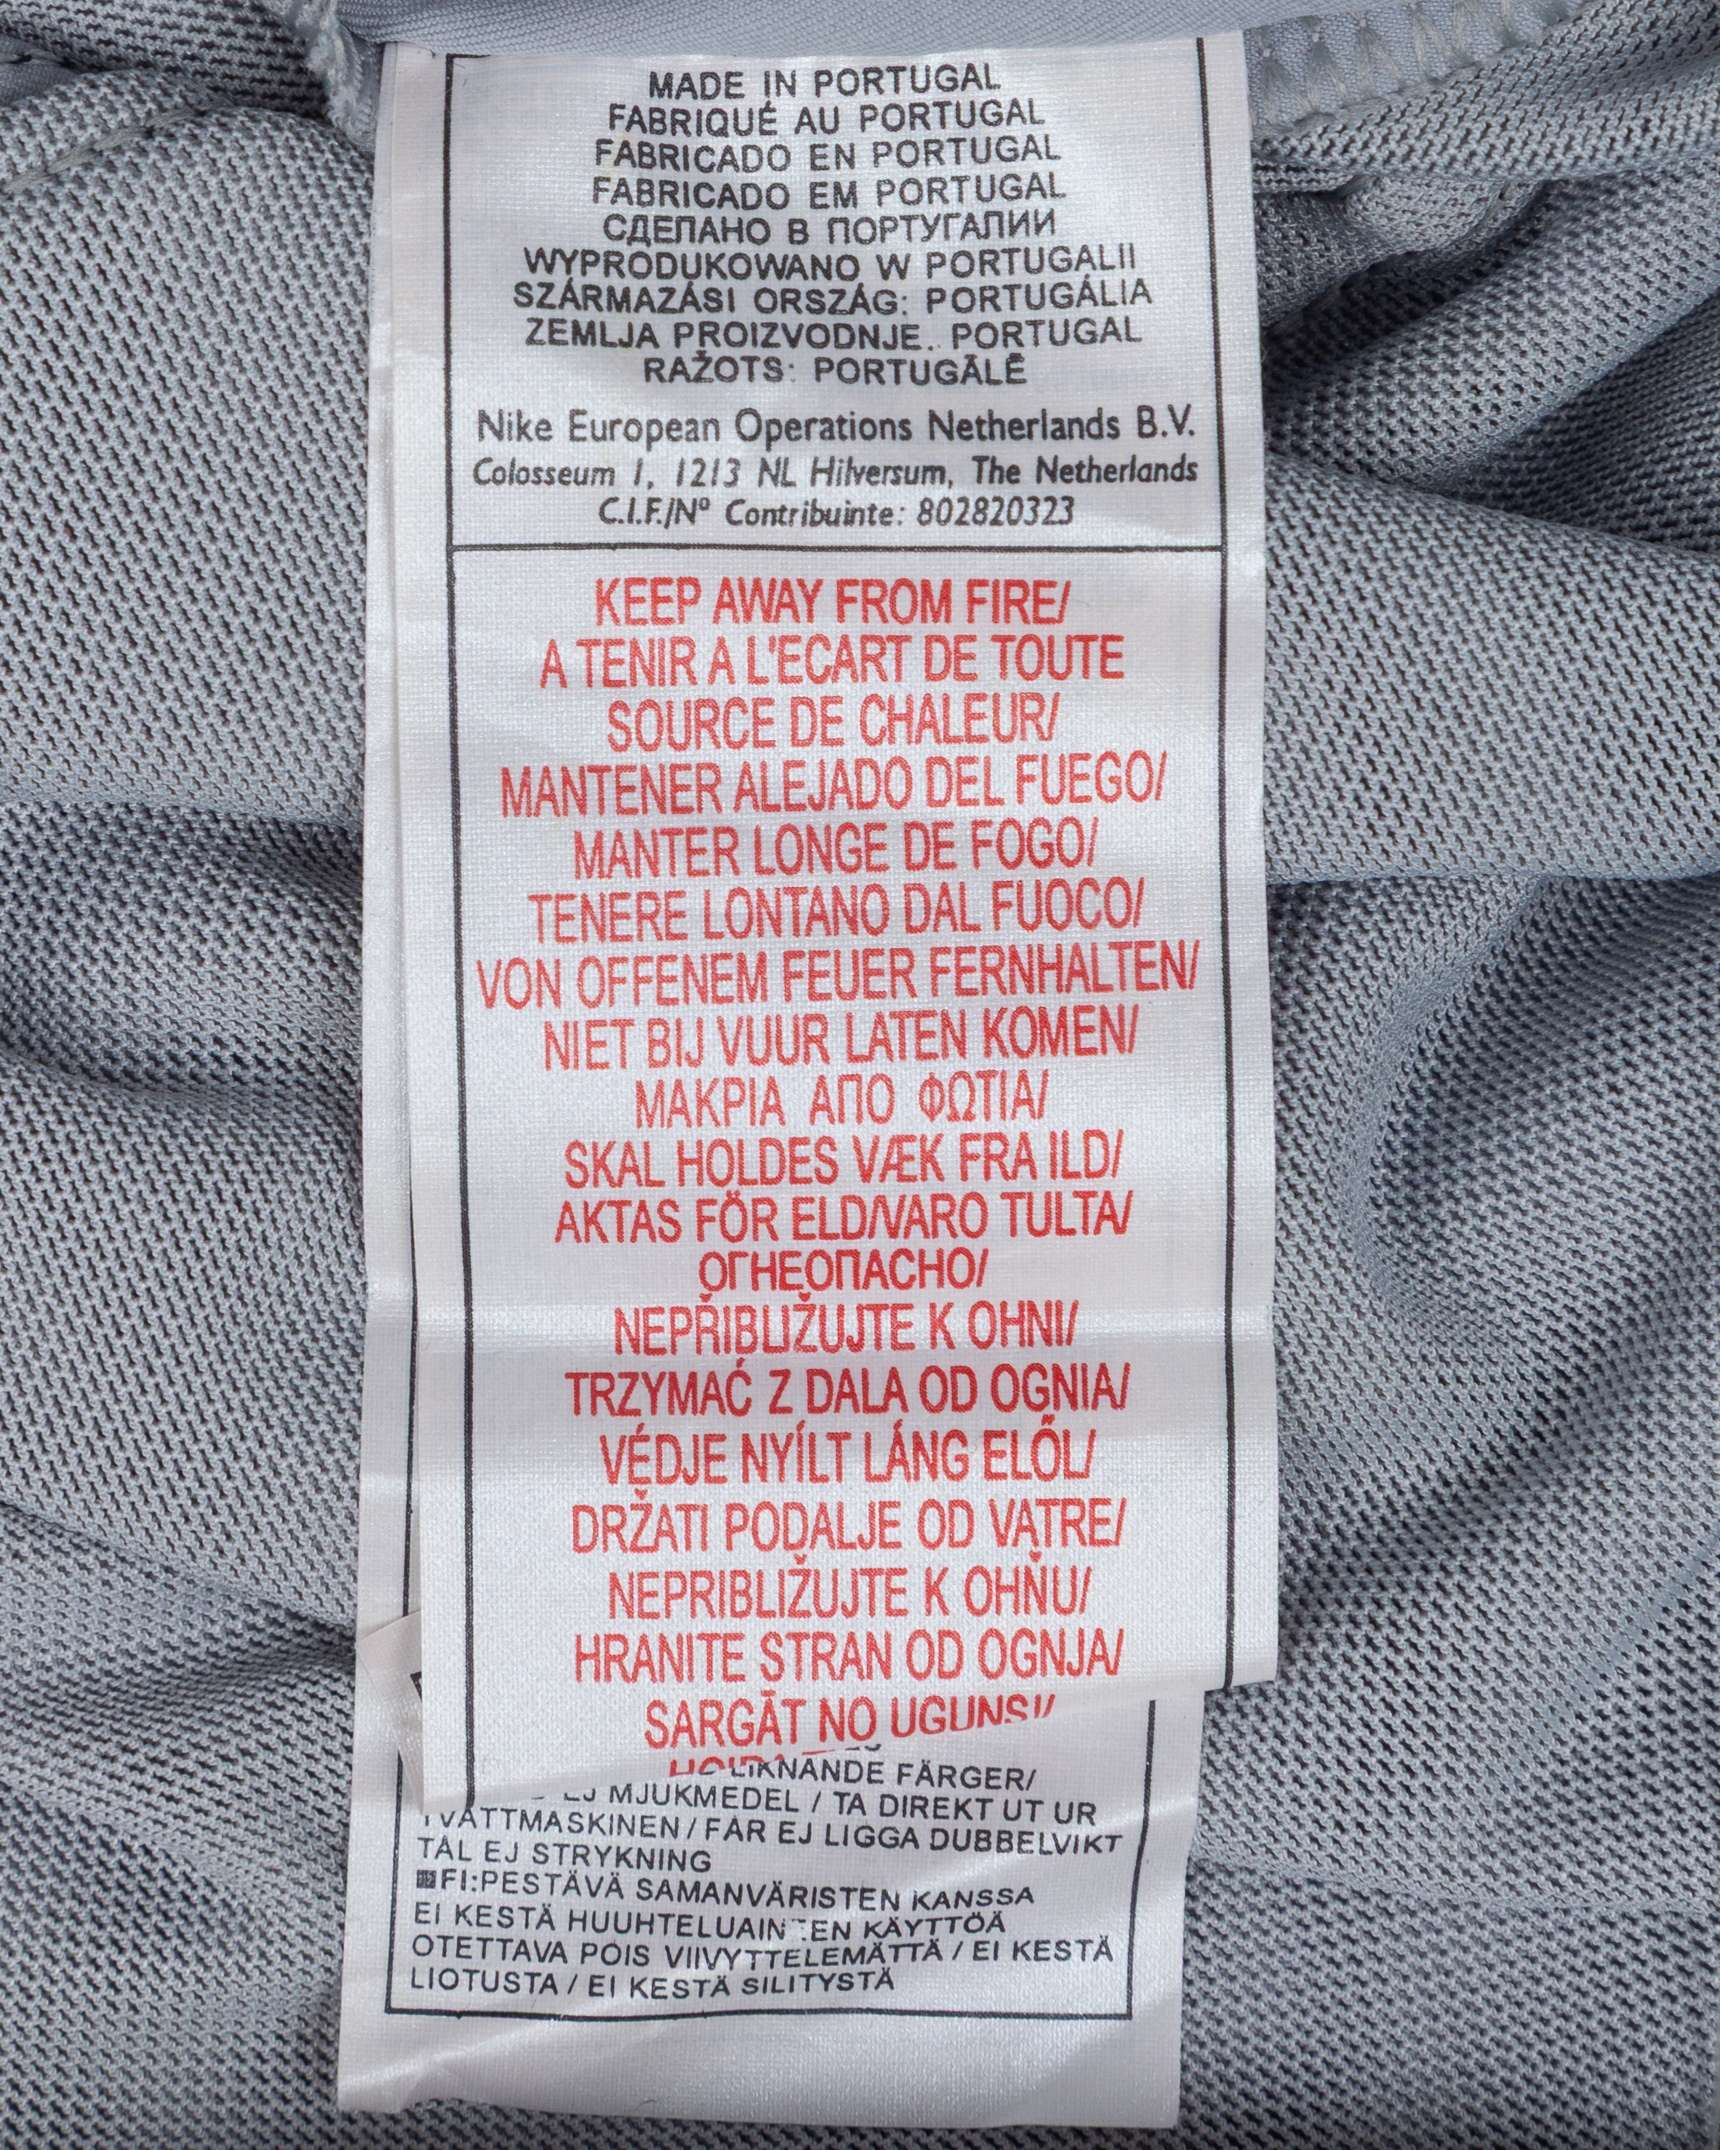 MADE IN PORTUGAL
FABRIQUÉ AU PORTUGAL
FABRICADO EN PORTUGAL
FABRICADO EM PORTUGAL
СДЕЛАНО В ПОРТУГАЛИИ
WYPRODUKOWANO W PORTUGALII
SZÁRMAZÁSI ORSZÁG: PORTUGÁLIA
ZEMLJA PROIZVODNJE. PORTUGAL
RAŽOTS: PORTUGĀLĒ
Nike European Operations Netherlands B.V.
Colosseum 1, 1213 NL Hilversum, The Netherlands
C.I.F./Nº Contribuinte: 802820323
KEEP AWAY FROM FIRE/
A TENIR A L'ECART DE TOUTE
SOURCE DE CHALEUR/
MANTENER ALEJADO DEL FUEGO/
MANTER LONGE DE FOGO/
TENERE LONTANO DAL FUOCO/
VON OFFENEM FEUER FERNHALTEN/
NIET BIJ VUUR LATEN KOMEN/
ΜΑΚΡΙΑ ΑΠΟ ΦΩΤΙΑ/
SKAL HOLDES VÆK FRA ILD/
AKTAS FÖR ELD/VARO TULTA/
ОГНЕОПАСНО/
NEPŘIBLIŽUJTE K OHNI/
TRZYMAĆ Z DALA OD OGNIA/
VÉDJE NYÍLT LÁNG ELŐL/
DRŽATI PODALJE OD VATRE/
NEPRIBLIŽUJTE K OHŇU/
HRANITE STRAN OD OGNJA/
SARGĀT NO UGUNS!/
LIKNANDE FÄRGER/
EJ MJUKMEDEL / TA DIREKT UT UR
TVÄTTMASKINEN / FÅR EJ LIGGA DUBBELVIKT
TÅL EJ STRYKNING
FI:PESTÄVÄ SAMANVÄRISTEN KANSSA
EI KESTÄ KÄYTTÖÄ
OTETTAVA POIS VIIVYTTELEMÄTTÄ / EI KESTÄ
LIOTUSTA / EI KESTÄ SILITYSTÄ